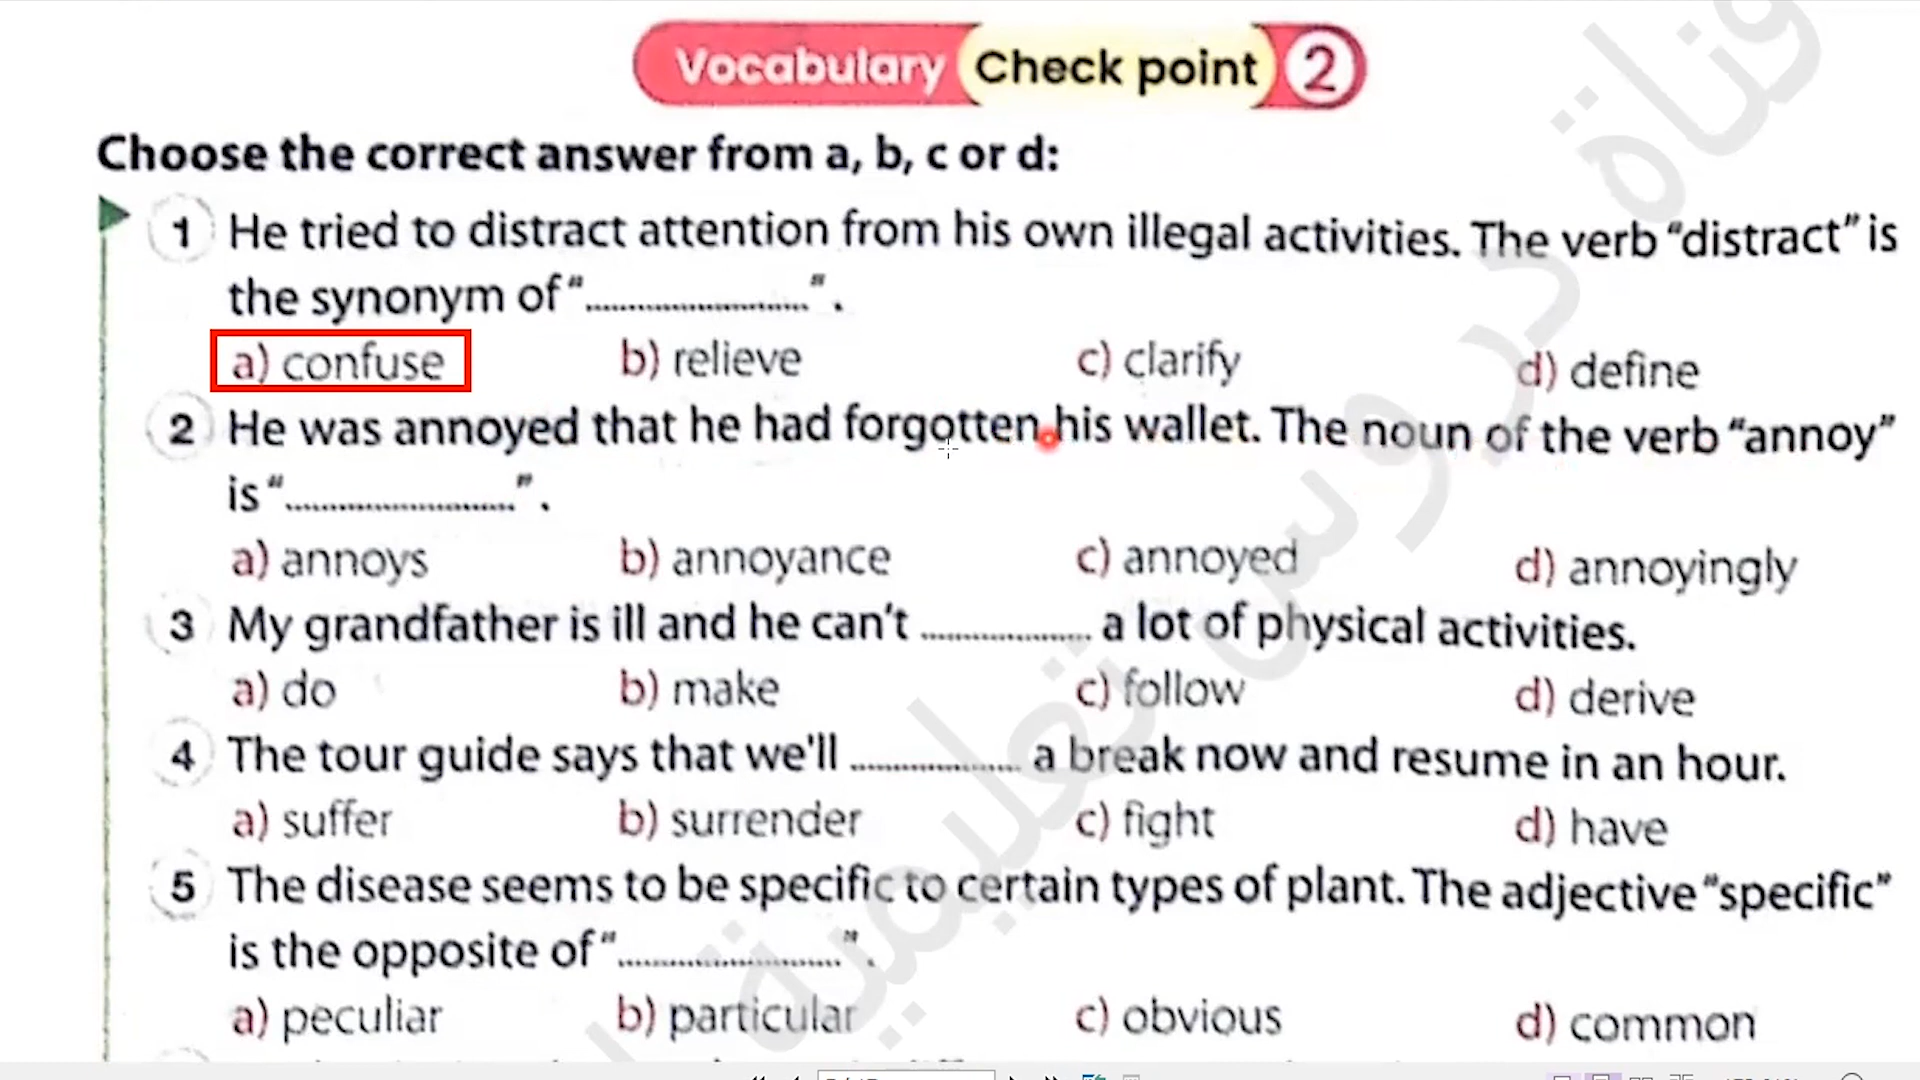 Vocabulary Check point 2
Choose the correct answer from a, b, c or d:
1 He tried to distract attention from his own illegal activities. The verb "distract" is
the synonym of "........................".
a) confuse b) relieve c) clarify d) define
2 He was annoyed that he had forgotten his wallet. The noun of the verb "annoy"
is "........................".
a) annoys b) annoyance c) annoyed d) annoyingly
3 My grandfather is ill and he can't .................. a lot of physical activities.
a) do b) make c) follow d) derive
4 The tour guide says that we'll .................. a break now and resume in an hour.
a) suffer b) surrender c) fight d) have
5 The disease seems to be specific to certain types of plant. The adjective "specific"
is the opposite of "........................".
a) peculiar b) particular c) obvious d) common
قناة دروس تعليمية